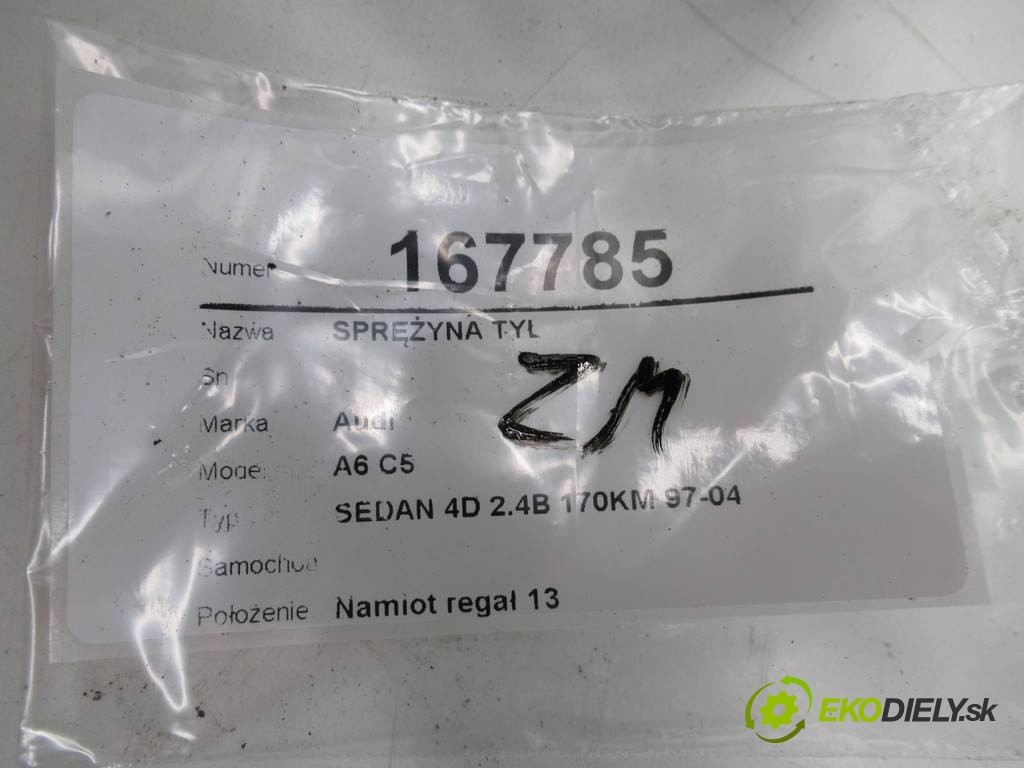 Numer 167785
Nazwa SPRĘŻYNA TYŁ
Sn
ZM
Marka Audi
Model A6 C5
Typ SEDAN 4D 2.4B 170KM 97-04
Samochód
Położenie Namiot regał 13
EKODIELY.sk